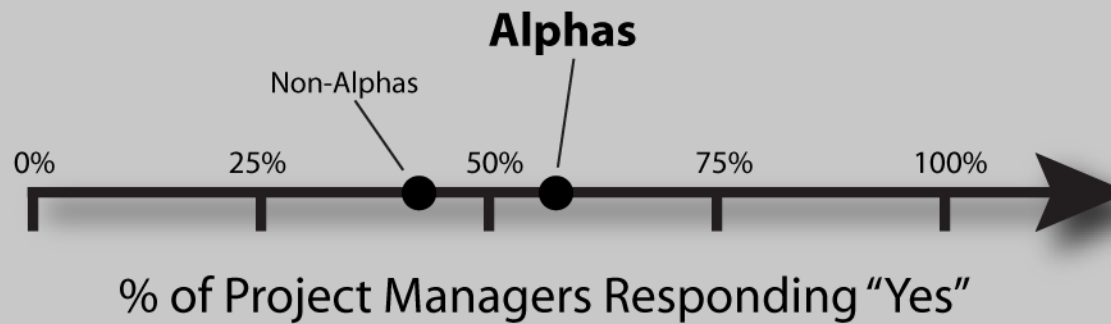 Alphas
Non-Alphas
0% 25% 50% 75% 100%
% of Project Managers Responding “Yes”